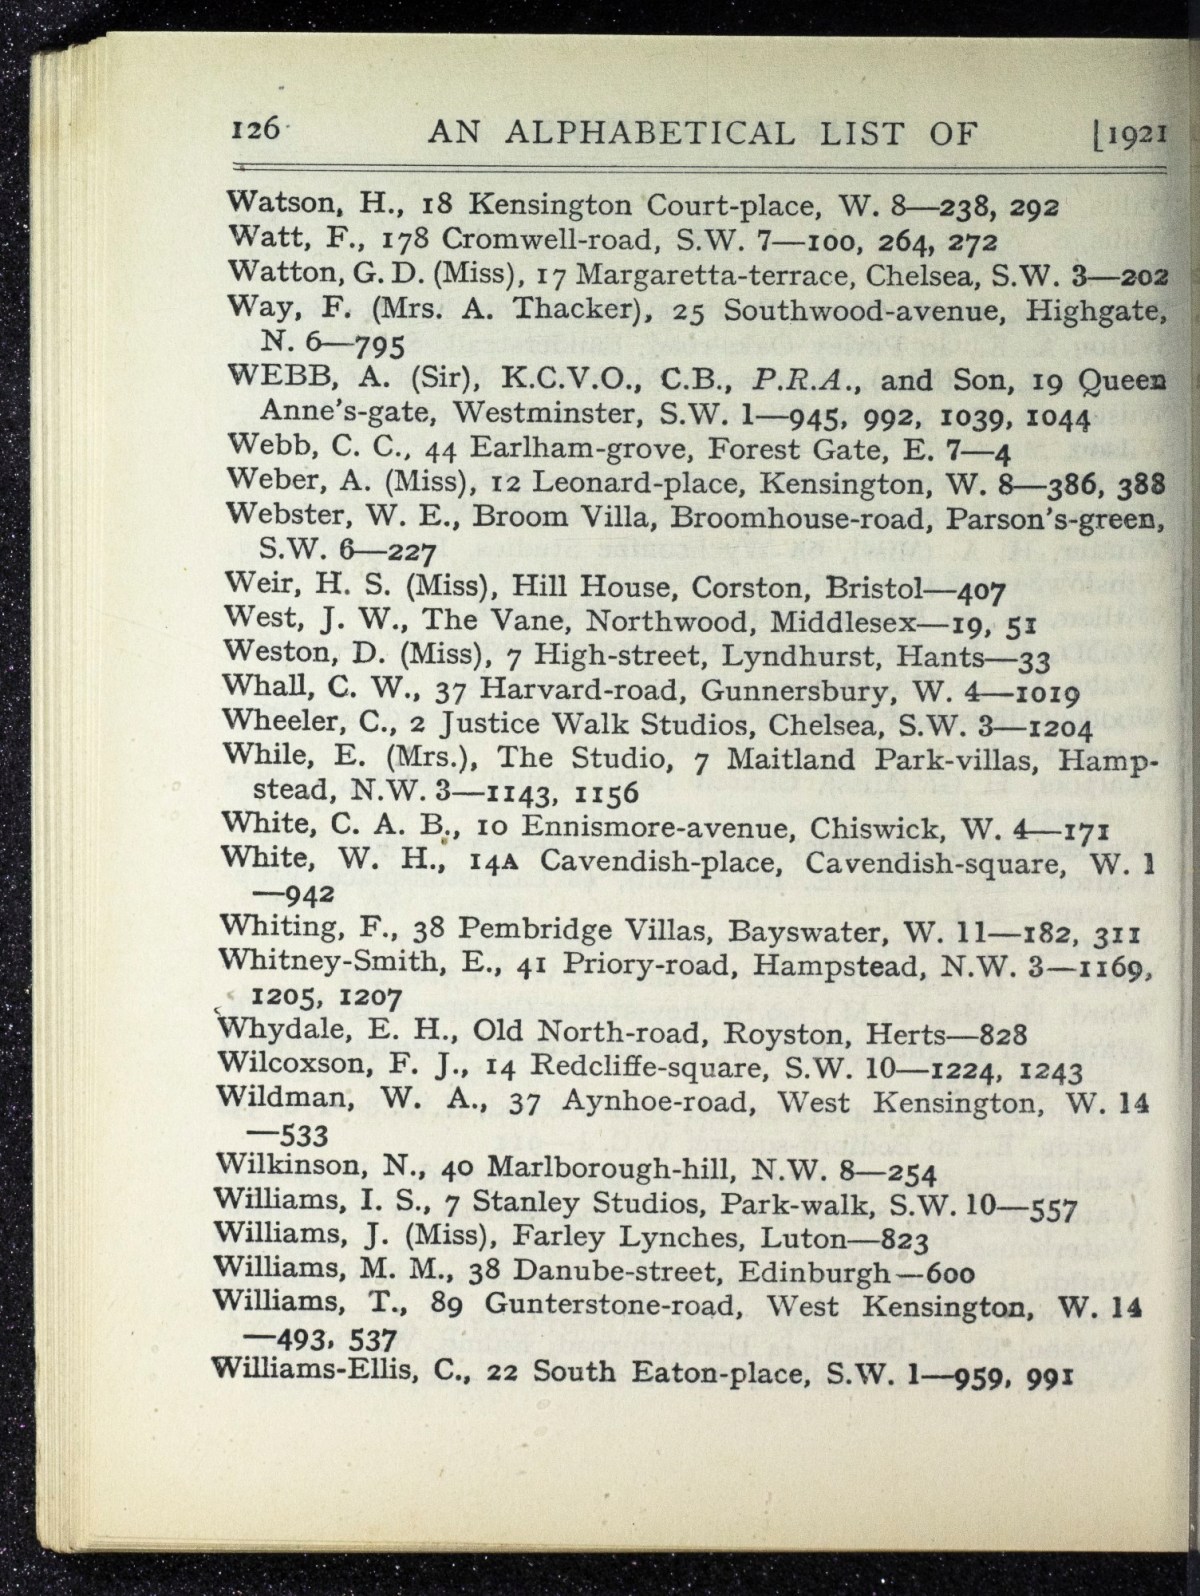 126 AN ALPHABETICAL LIST OF [1921
Watson, H., 18 Kensington Court-place, W. 8—238, 292
Watt, F., 178 Cromwell-road, S.W. 7—100, 264, 272
Watton, G. D. (Miss), 17 Margaretta-terrace, Chelsea, S.W. 3—202
Way, F. (Mrs. A. Thacker), 25 Southwood-avenue, Highgate,
N. 6—795
WEBB, A. (Sir), K.C.V.O., C.B., P.R.A., and Son, 19 Queen
Anne's-gate, Westminster, S.W. 1—945, 992, 1039, 1044
Webb, C. C., 44 Earlham-grove, Forest Gate, E. 7—4
Weber, A. (Miss), 12 Leonard-place, Kensington, W. 8—386, 388
Webster, W. E., Broom Villa, Broomhouse-road, Parson's-green,
S.W. 6—227
Weir, H. S. (Miss), Hill House, Corston, Bristol—407
West, J. W., The Vane, Northwood, Middlesex—19, 51
Weston, D. (Miss), 7 High-street, Lyndhurst, Hants—33
Whall, C. W., 37 Harvard-road, Gunnersbury, W. 4—1019
Wheeler, C., 2 Justice Walk Studios, Chelsea, S.W. 3—1204
While, E. (Mrs.), The Studio, 7 Maitland Park-villas, Hamp-
stead, N.W. 3—1143, 1156
White, C. A. B., 10 Ennismore-avenue, Chiswick, W. 4—171
White, W. H., 14A Cavendish-place, Cavendish-square, W. 1
—942
Whiting, F., 38 Pembridge Villas, Bayswater, W. 11—182, 311
Whitney-Smith, E., 41 Priory-road, Hampstead, N.W. 3—1169,
1205, 1207
Whydale, E. H., Old North-road, Royston, Herts—828
Wilcoxson, F. J., 14 Redcliffe-square, S.W. 10—1224, 1243
Wildman, W. A., 37 Aynhoe-road, West Kensington, W. 14
—533
Wilkinson, N., 40 Marlborough-hill, N.W. 8—254
Williams, I. S., 7 Stanley Studios, Park-walk, S.W. 10—557
Williams, J. (Miss), Farley Lynches, Luton—823
Williams, M. M., 38 Danube-street, Edinburgh—600
Williams, T., 89 Gunterstone-road, West Kensington, W. 14
—493, 537
Williams-Ellis, C., 22 South Eaton-place, S.W. 1—959, 991